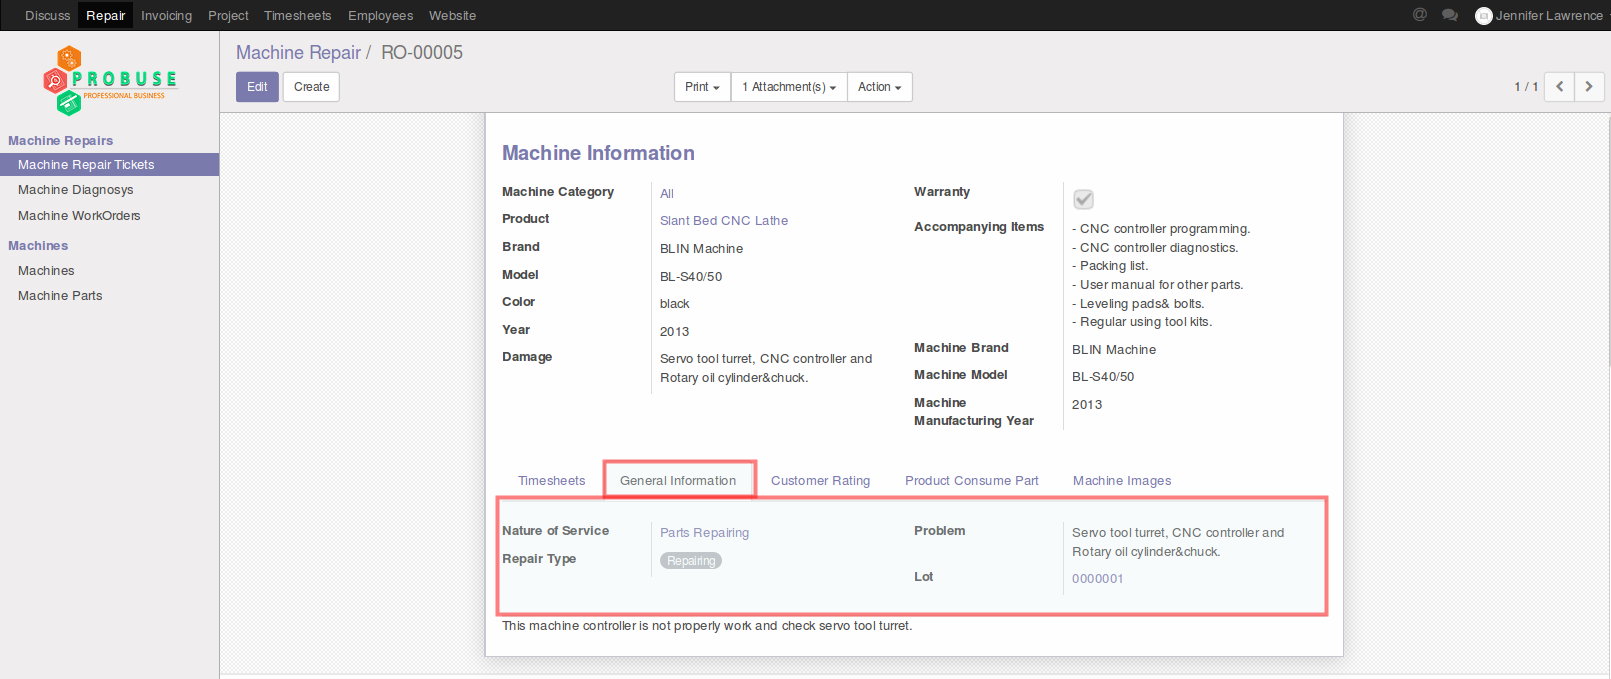 Discuss Repair Invoicing Project Timesheets Employees Website @ Jennifer Lawrence
PROBUSE
PROFESSIONAL BUSINESS
Machine Repairs
Machine Repair Tickets
Machine Diagnosys
Machine WorkOrders
Machines
Machines
Machine Parts
Machine Repair / RO-00005
Edit Create Print 1 Attachment(s) Action 1 / 1
Machine Information
Machine Category All
Product Slant Bed CNC Lathe
Brand BLIN Machine
Model BL-S40/50
Color black
Year 2013
Damage Servo tool turret, CNC controller and
Rotary oil cylinder&chuck.
Warranty
Accompanying Items - CNC controller programming.
- CNC controller diagnostics.
- Packing list.
- User manual for other parts.
- Leveling pads& bolts.
- Regular using tool kits.
Machine Brand BLIN Machine
Machine Model BL-S40/50
Machine
Manufacturing Year 2013
Timesheets General Information Customer Rating Product Consume Part Machine Images
Nature of Service Parts Repairing
Repair Type Repairing
Problem Servo tool turret, CNC controller and
Rotary oil cylinder&chuck.
Lot 0000001
This machine controller is not properly work and check servo tool turret.